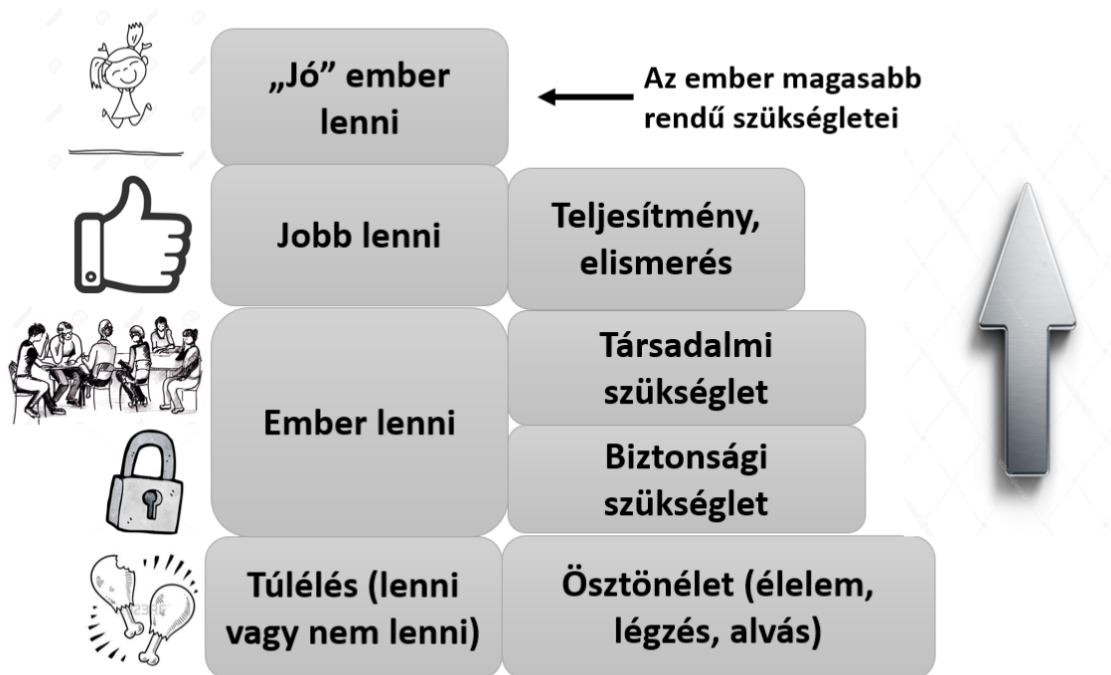 „Jó” ember
lenni
Az ember magasabb
rendű szükségletei
Jobb lenni
Teljesítmény,
elismerés
Ember lenni
Társadalmi
szükséglet
Biztonsági
szükséglet
Túlélés (lenni
vagy nem lenni)
Ösztönélet (élelem,
légzés, alvás)